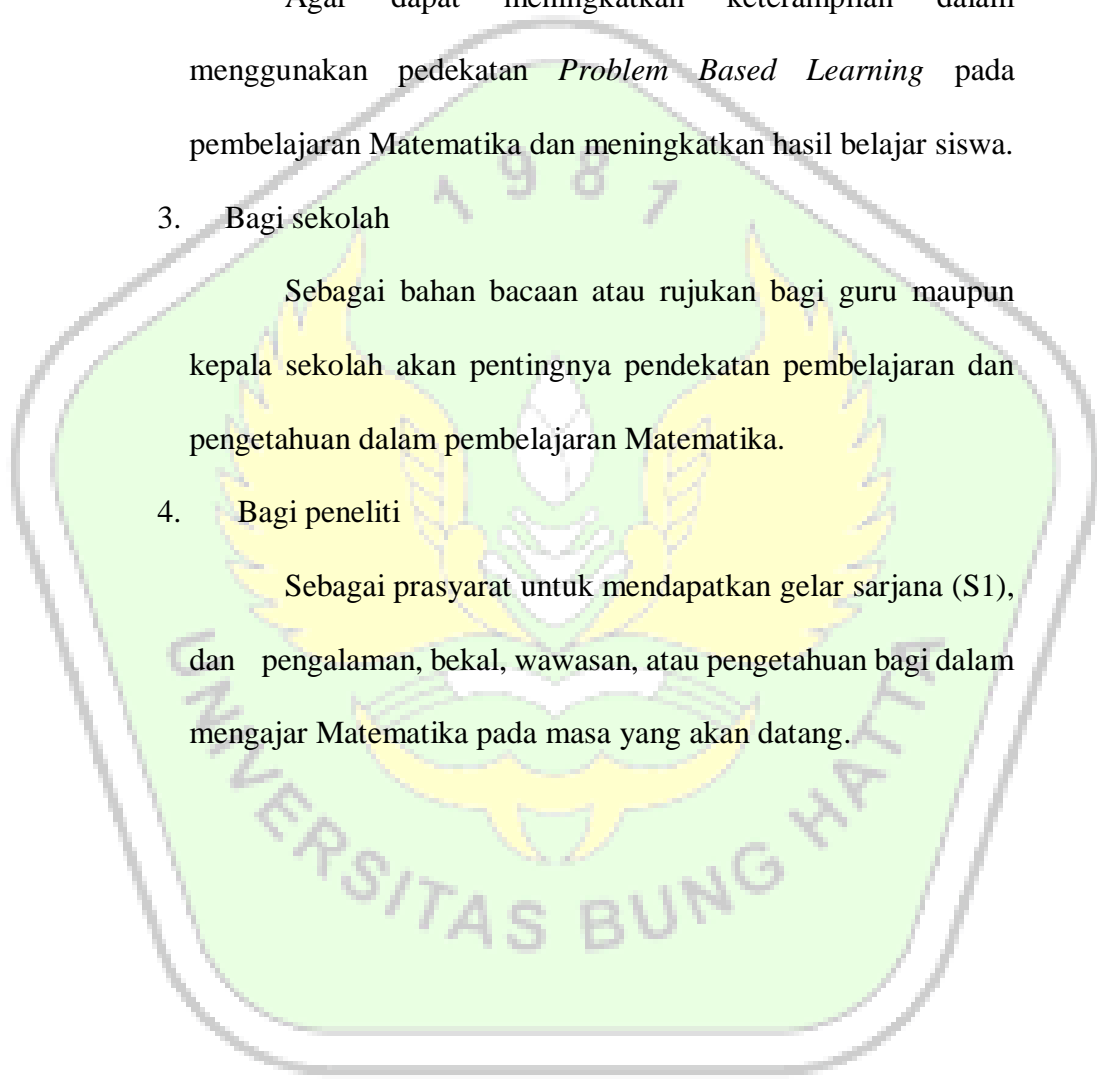 Agar dapat meningkatkan keterampilan dalam
menggunakan pedekatan Problem Based Learning pada
pembelajaran Matematika dan meningkatkan hasil belajar siswa.
1981
3. Bagi sekolah
Sebagai bahan bacaan atau rujukan bagi guru maupun
kepala sekolah akan pentingnya pendekatan pembelajaran dan
pengetahuan dalam pembelajaran Matematika.
4. Bagi peneliti
Sebagai prasyarat untuk mendapatkan gelar sarjana (S1),
dan pengalaman, bekal, wawasan, atau pengetahuan bagi dalam
mengajar Matematika pada masa yang akan datang.
UNIVERSITAS BUNG HATTA